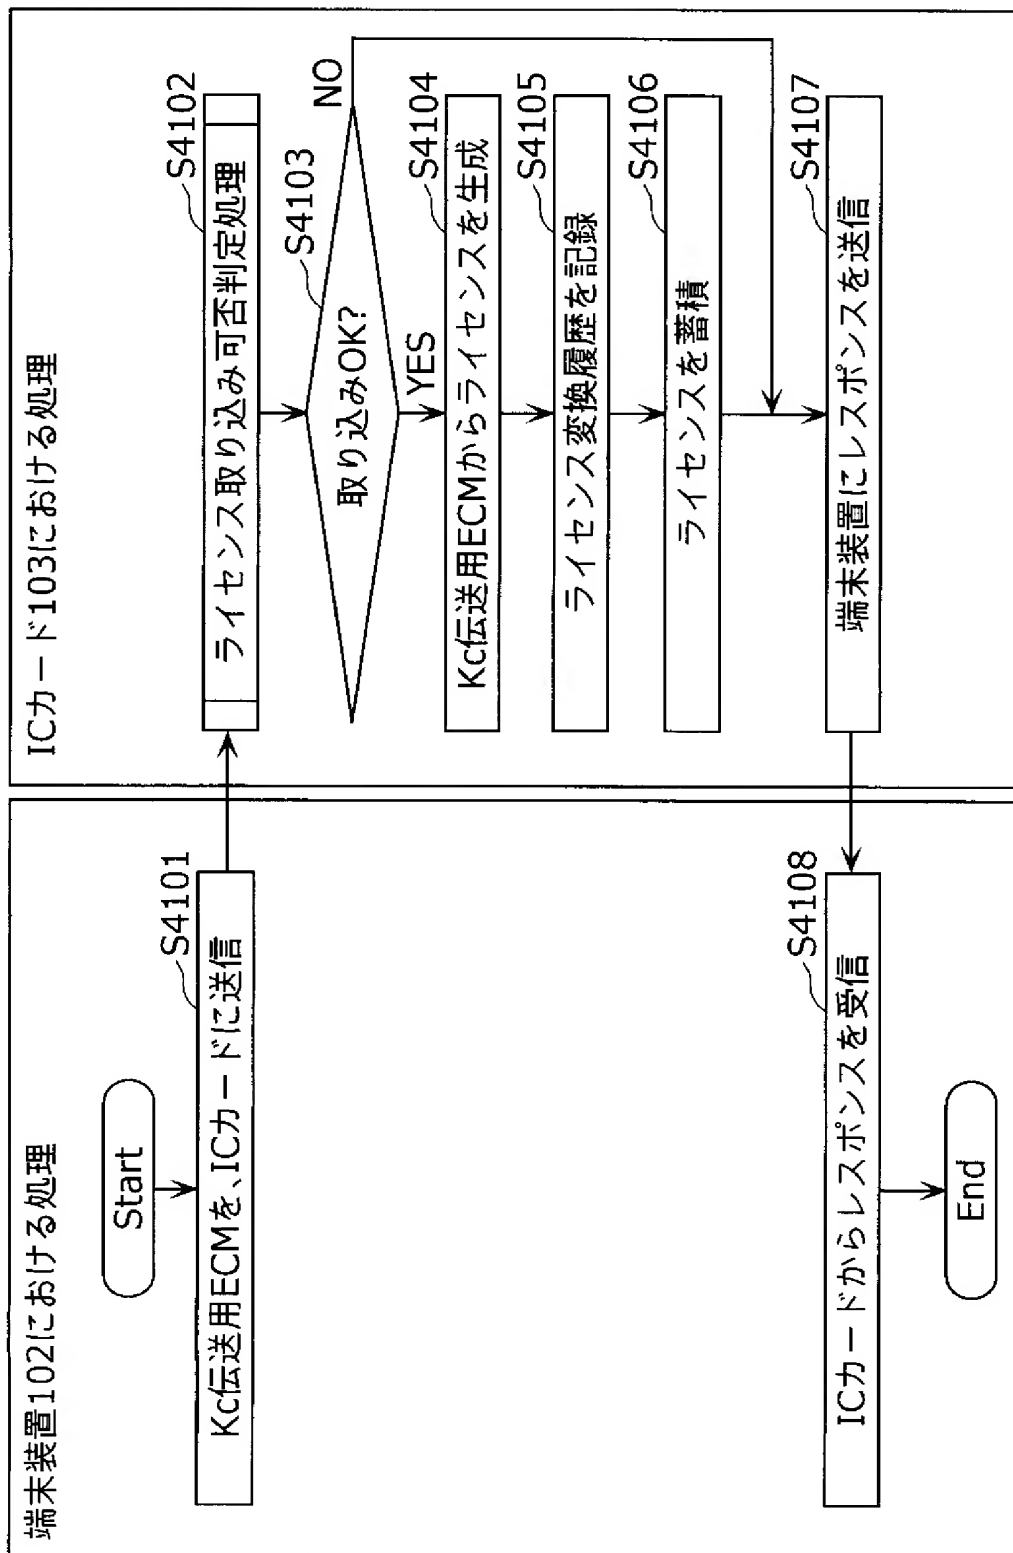 端末装置102における処理
Start
S4101
Kc伝送用ECMを、ICカードに送信
S4108
ICカードからレスポンスを受信
End
ICカード103における処理
S4102
ライセンス取り込み可否判定処理
S4103
取り込みOK?
NO
YES
S4104
Kc伝送用ECMからライセンスを生成
S4105
ライセンス変換履歴を記録
S4106
ライセンスを蓄積
S4107
端末装置にレスポンスを送信